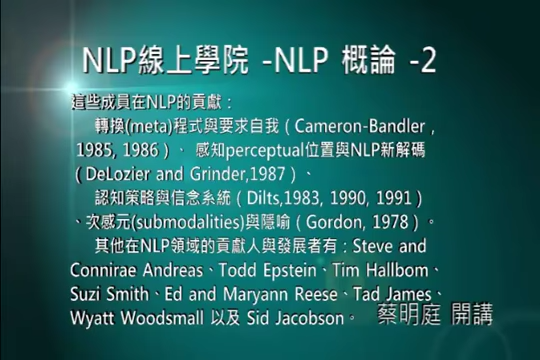 NLP線上學院 -NLP 概論 -2
這些成員在NLP的貢獻：
轉換(meta)程式與要求自我（Cameron-Bandler，
1985, 1986）、 感知perceptual位置與NLP新解碼
（DeLozier and Grinder,1987）、
認知策略與信念系統（Dilts,1983, 1990, 1991）
、次感元(submodalities)與隱喻（Gordon, 1978）。
其他在NLP領域的貢獻人與發展者有：Steve and
Connirae Andreas、Todd Epstein、Tim Hallbom、
Suzi Smith、Ed and Maryann Reese、Tad James、
Wyatt Woodsmall 以及 Sid Jacobson。
蔡明庭 開講